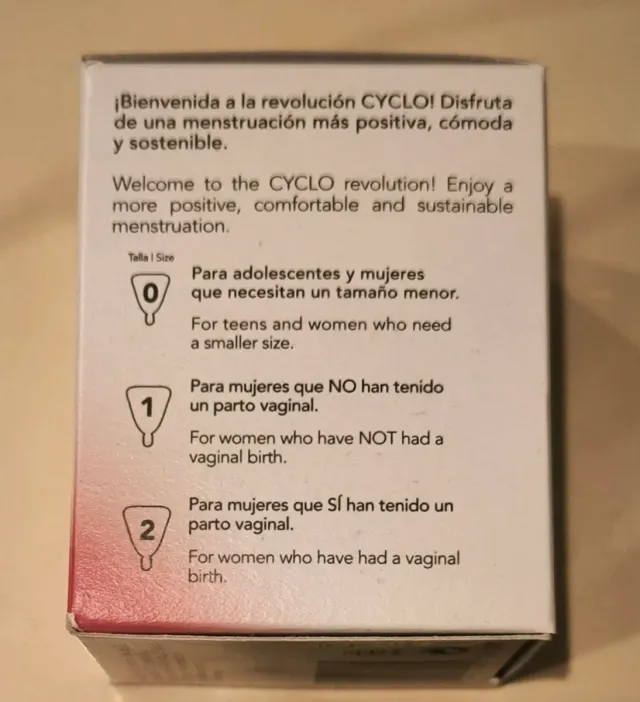 ¡Bienvenida a la revolución CYCLO! Disfruta
de una menstruación más positiva, cómoda
y sostenible.
Welcome to the CYCLO revolution! Enjoy a
more positive, comfortable and sustainable
menstruation.
Talla | Size
0
Para adolescentes y mujeres
que necesitan un tamaño menor.
For teens and women who need
a smaller size.
1
Para mujeres que NO han tenido
un parto vaginal.
For women who have NOT had a
vaginal birth.
2
Para mujeres que SÍ han tenido un
parto vaginal.
For women who have had a vaginal
birth.